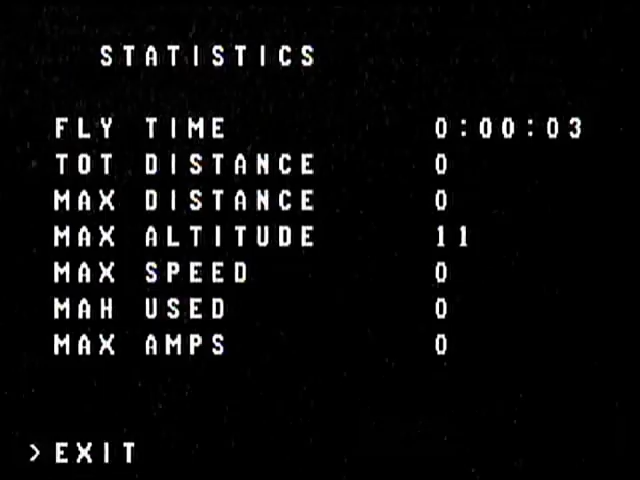 STATISTICS
FLY TIME 0:00:03
TOT DISTANCE 0
MAX DISTANCE 0
MAX ALTITUDE 11
MAX SPEED 0
MAH USED 0
MAX AMPS 0
>EXIT